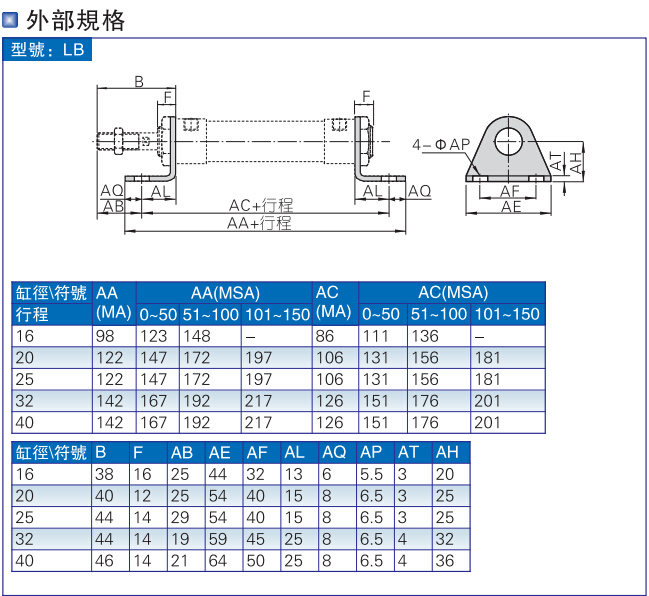 外部規格
型號：LB
B
F
F
4-ΦAP
AT
AH
AQ
AL
AC+行程
AL
AQ
AF
AB
AA+行程
AE
缸徑\符號 AA AA(MSA) AC AC(MSA)
行程 (MA) 0~50 51~100 101~150 (MA) 0~50 51~100 101~150
16 98 123 148 – 86 111 136 –
20 122 147 172 197 106 131 156 181
25 122 147 172 197 106 131 156 181
32 142 167 192 217 126 151 176 201
40 142 167 192 217 126 151 176 201
缸徑\符號 B F AB AE AF AL AQ AP AT AH
16 38 16 25 44 32 13 6 5.5 3 20
20 40 12 25 54 40 15 8 6.5 3 25
25 44 14 29 54 40 15 8 6.5 3 25
32 44 14 19 59 45 25 8 6.5 4 32
40 46 14 21 64 50 25 8 6.5 4 36